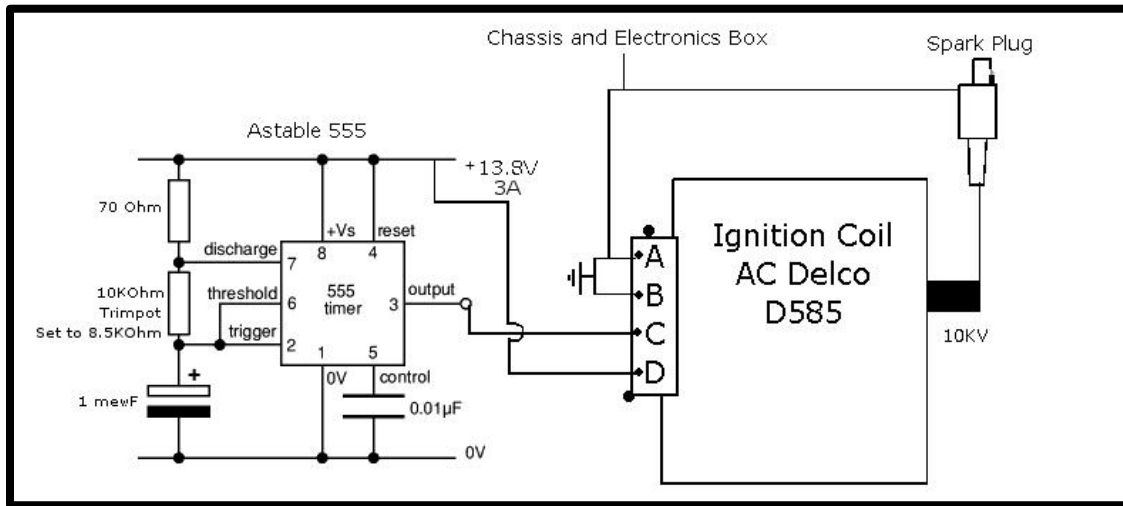 Chassis and Electronics Box
Spark Plug
Astable 555
+13.8V
3A
70 Ohm
+Vs
reset
discharge
8
4
7
10KOhm
Trimpot
Set to 8.5KOhm
threshold
6
555
timer
3
output
trigger
2
1
5
0V
control
+
1 mewF
0.01µF
0V
A
B
C
D
Ignition Coil
AC Delco
D585
10KV